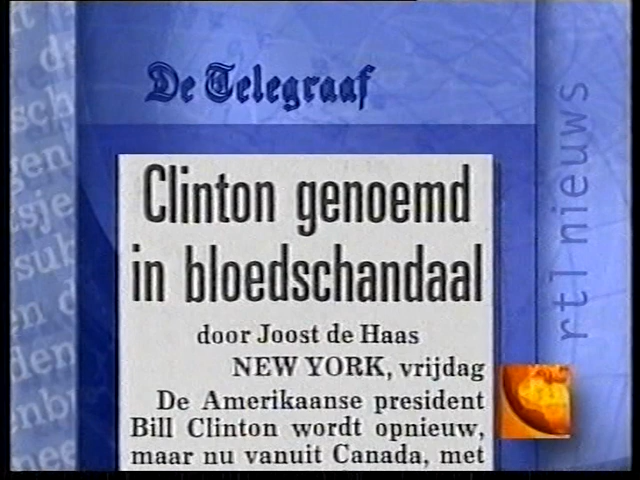 De Telegraaf
Clinton genoemd
in bloedschandaal
door Joost de Haas
NEW YORK, vrijdag
De Amerikaanse president
Bill Clinton wordt opnieuw,
maar nu vanuit Canada, met
rtl nieuws